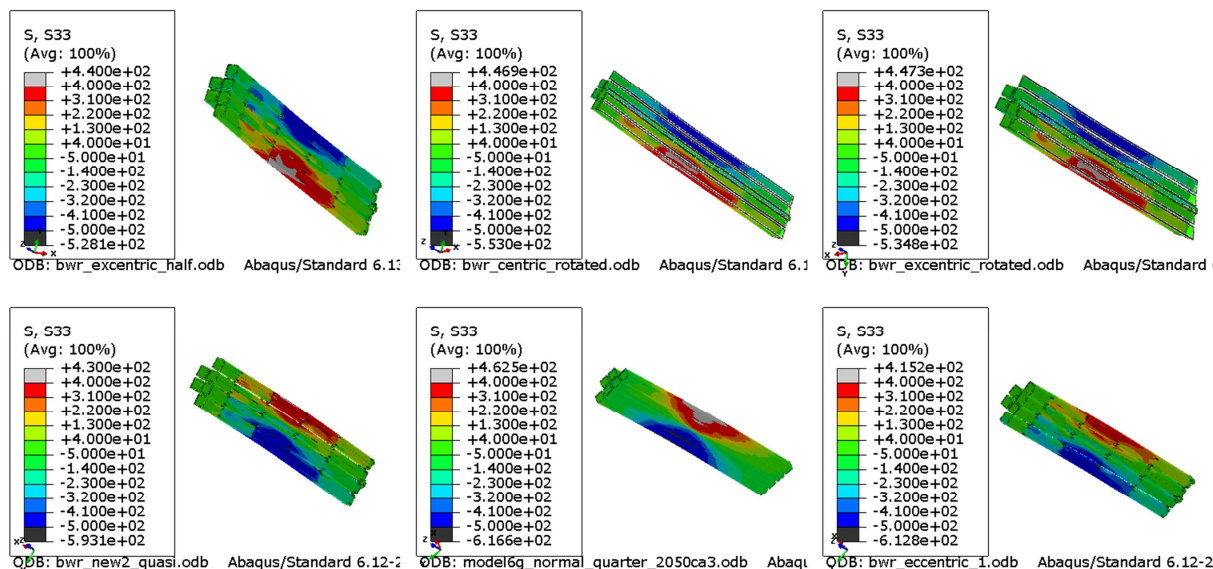 S, S33
(Avg: 100%)
+4.400e+02
+4.000e+02
+3.100e+02
+2.200e+02
+1.300e+02
+4.000e+01
-5.000e+01
-1.400e+02
-2.300e+02
-3.200e+02
-4.100e+02
-5.000e+02
-5.281e+02
Z X
ODB: bwr_excentric_half.odb Abaqus/Standard 6.13
S, S33
(Avg: 100%)
+4.469e+02
+4.000e+02
+3.100e+02
+2.200e+02
+1.300e+02
+4.000e+01
-5.000e+01
-1.400e+02
-2.300e+02
-3.200e+02
-4.100e+02
-5.000e+02
-5.530e+02
Z X
ODB: bwr_centric_rotated.odb Abaqus/Standard 6.1
S, S33
(Avg: 100%)
+4.473e+02
+4.000e+02
+3.100e+02
+2.200e+02
+1.300e+02
+4.000e+01
-5.000e+01
-1.400e+02
-2.300e+02
-3.200e+02
-4.100e+02
-5.000e+02
-5.348e+02
X Z
Y
ODB: bwr_excentric_rotated.odb Abaqus/Standard
S, S33
(Avg: 100%)
+4.300e+02
+4.000e+02
+3.100e+02
+2.200e+02
+1.300e+02
+4.000e+01
-5.000e+01
-1.400e+02
-2.300e+02
-3.200e+02
-4.100e+02
-5.000e+02
-5.931e+02
X Z
ODB: bwr_new2_quasi.odb Abaqus/Standard 6.12-2
S, S33
(Avg: 100%)
+4.625e+02
+4.000e+02
+3.100e+02
+2.200e+02
+1.300e+02
+4.000e+01
-5.000e+01
-1.400e+02
-2.300e+02
-3.200e+02
-4.100e+02
-5.000e+02
-6.166e+02
ODB: model6g_normal_quarter_2050ca3.odb Abaqu
S, S33
(Avg: 100%)
+4.152e+02
+4.000e+02
+3.100e+02
+2.200e+02
+1.300e+02
+4.000e+01
-5.000e+01
-1.400e+02
-2.300e+02
-3.200e+02
-4.100e+02
-5.000e+02
-6.128e+02
ODB: bwr_eccentric_1.odb Abaqus/Standard 6.12-2